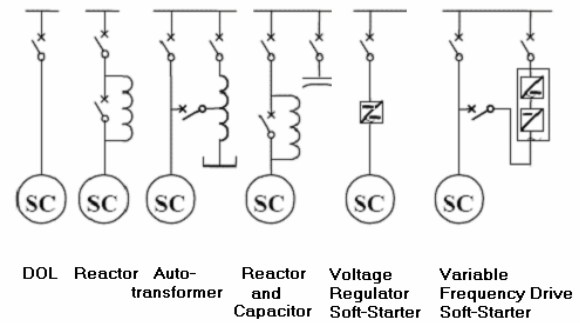 SC SC SC SC SC SC
DOL Reactor Auto-transformer Reactor and Capacitor Voltage Regulator Soft-Starter Variable Frequency Drive Soft-Starter